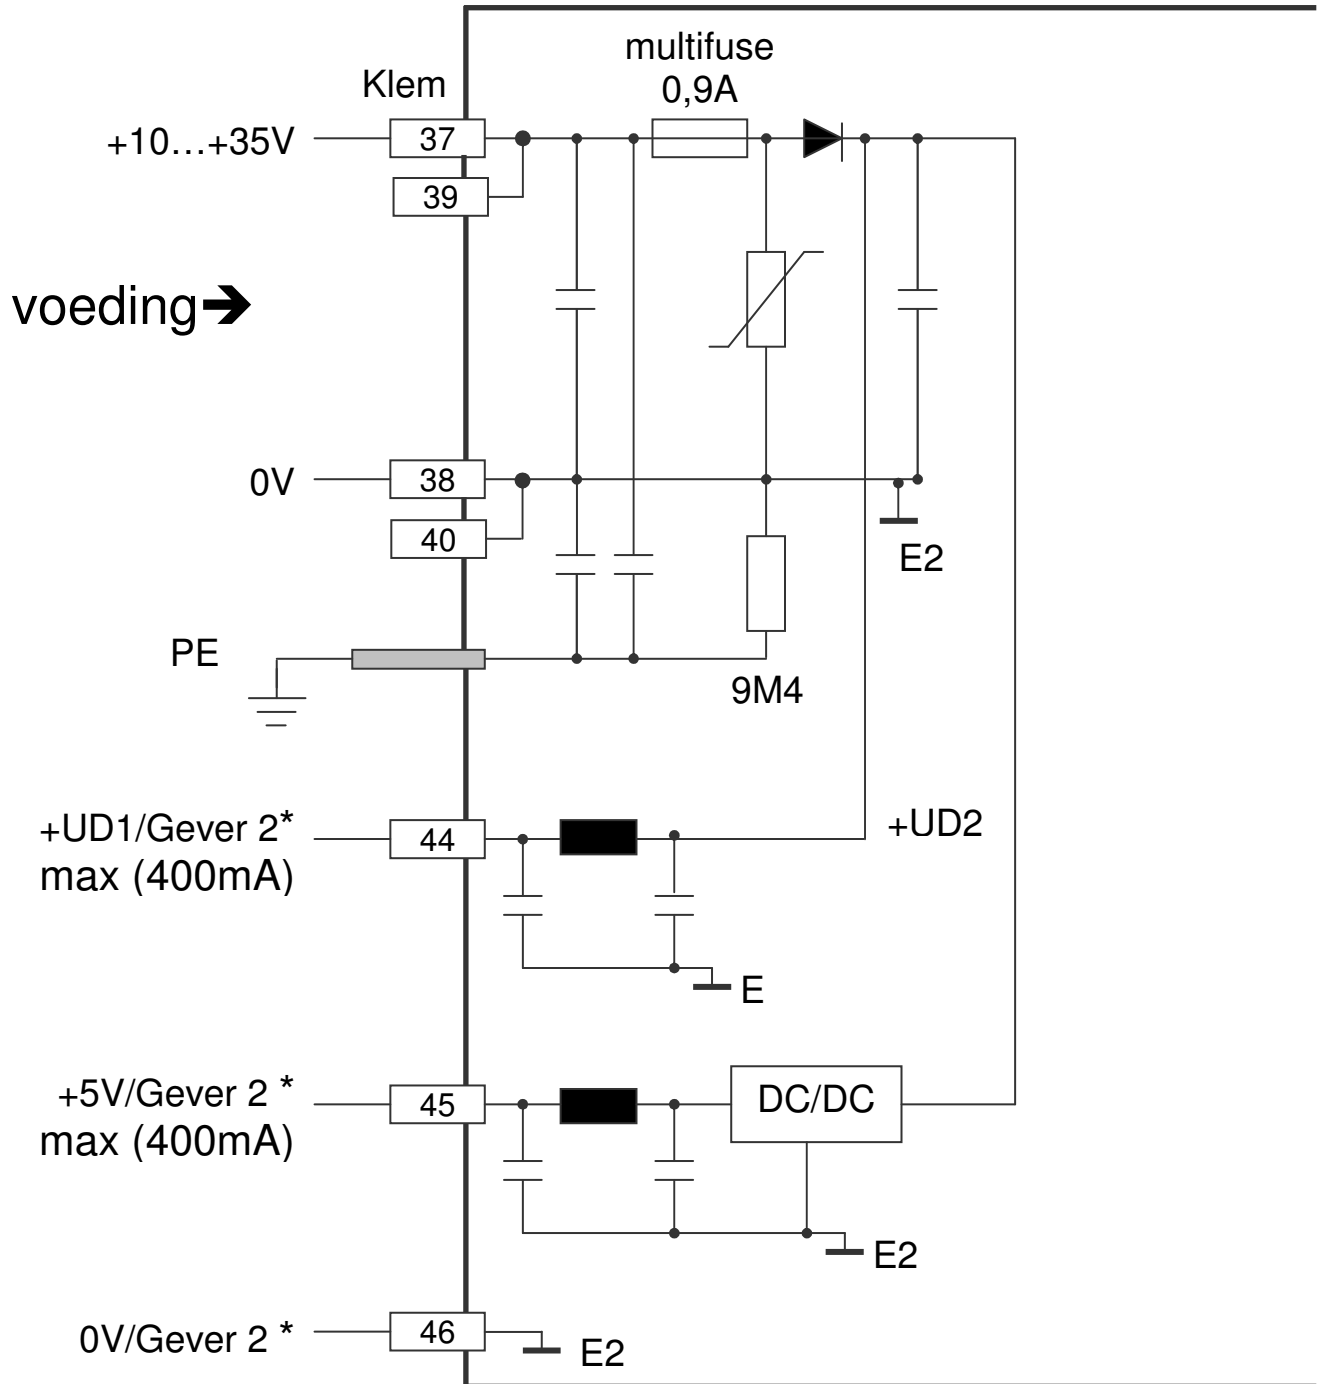 multifuse
0,9A
Klem
+10...+35V
37
39
voeding➔
0V
38
40
E2
PE
9M4
+UD1/Gever 2*
max (400mA)
44
+UD2
E
+5V/Gever 2 *
max (400mA)
45
DC/DC
E2
0V/Gever 2 *
46
E2